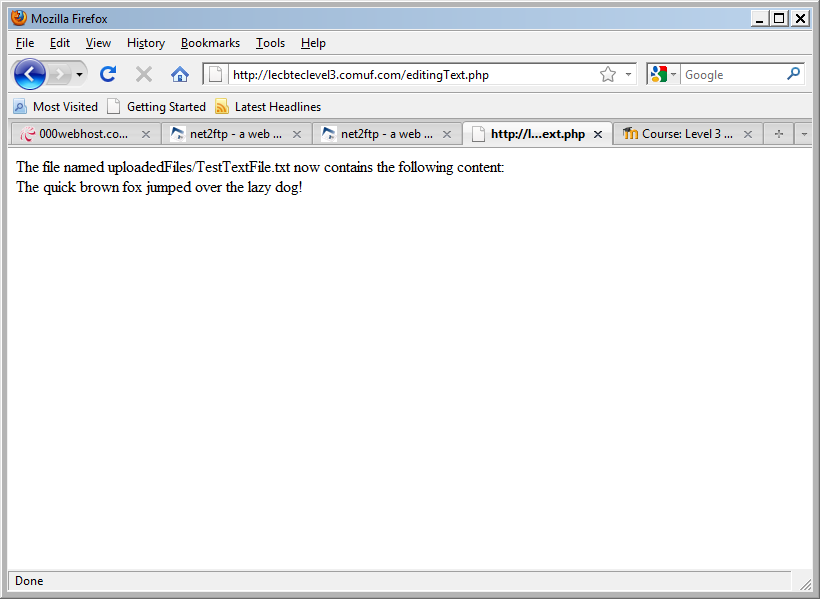 Mozilla Firefox
File Edit View History Bookmarks Tools Help
http://lecbteclevel3.comuf.com/editingText.php Google
Most Visited Getting Started Latest Headlines
000webhost.co... net2ftp - a web ... net2ftp - a web ... http://l...ext.php Course: Level 3 ...
The file named uploadedFiles/TestTextFile.txt now contains the following content:
The quick brown fox jumped over the lazy dog!
Done